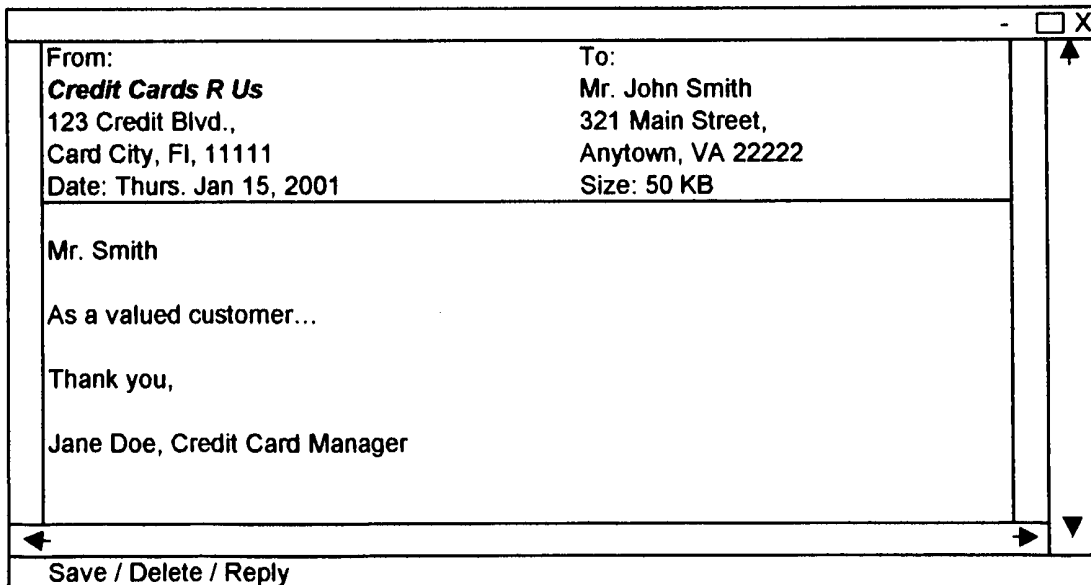 - □ X
From:
Credit Cards R Us
123 Credit Blvd.,
Card City, Fl, 11111
Date: Thurs. Jan 15, 2001
To:
Mr. John Smith
321 Main Street,
Anytown, VA 22222
Size: 50 KB
Mr. Smith
As a valued customer...
Thank you,
Jane Doe, Credit Card Manager
Save / Delete / Reply